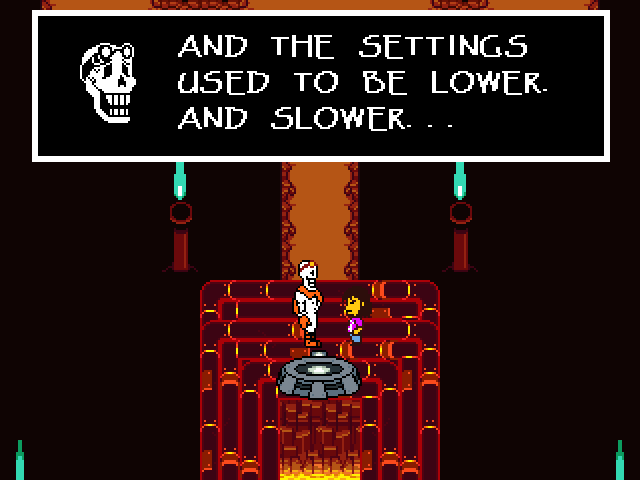 AND THE SETTINGS
USED TO BE LOWER.
AND SLOWER. . .